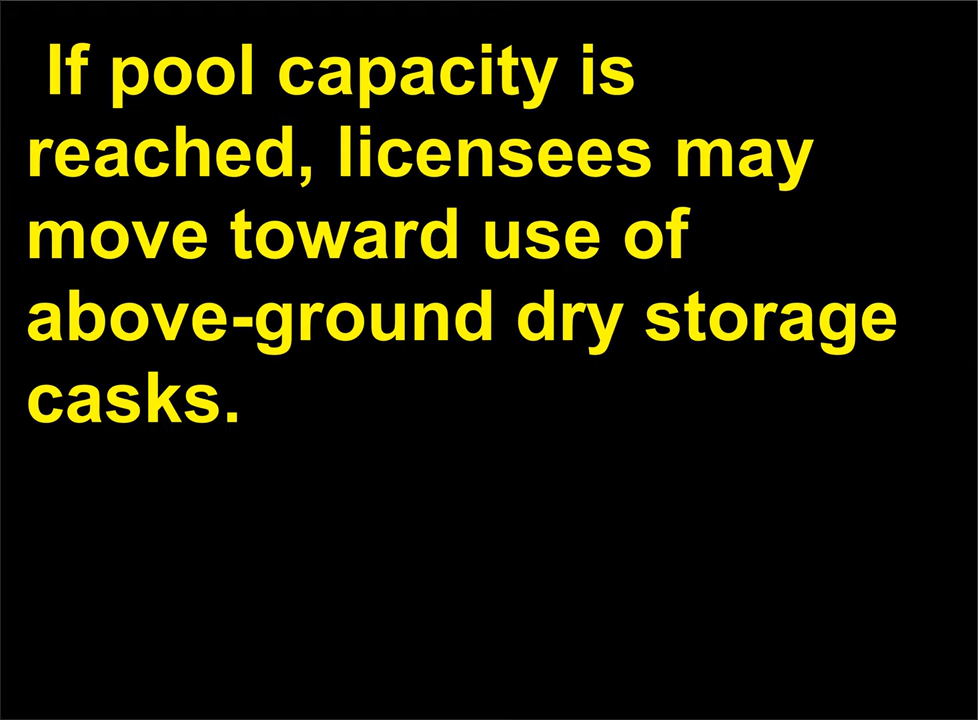 If pool capacity is
reached, licensees may
move toward use of
above-ground dry storage
casks.